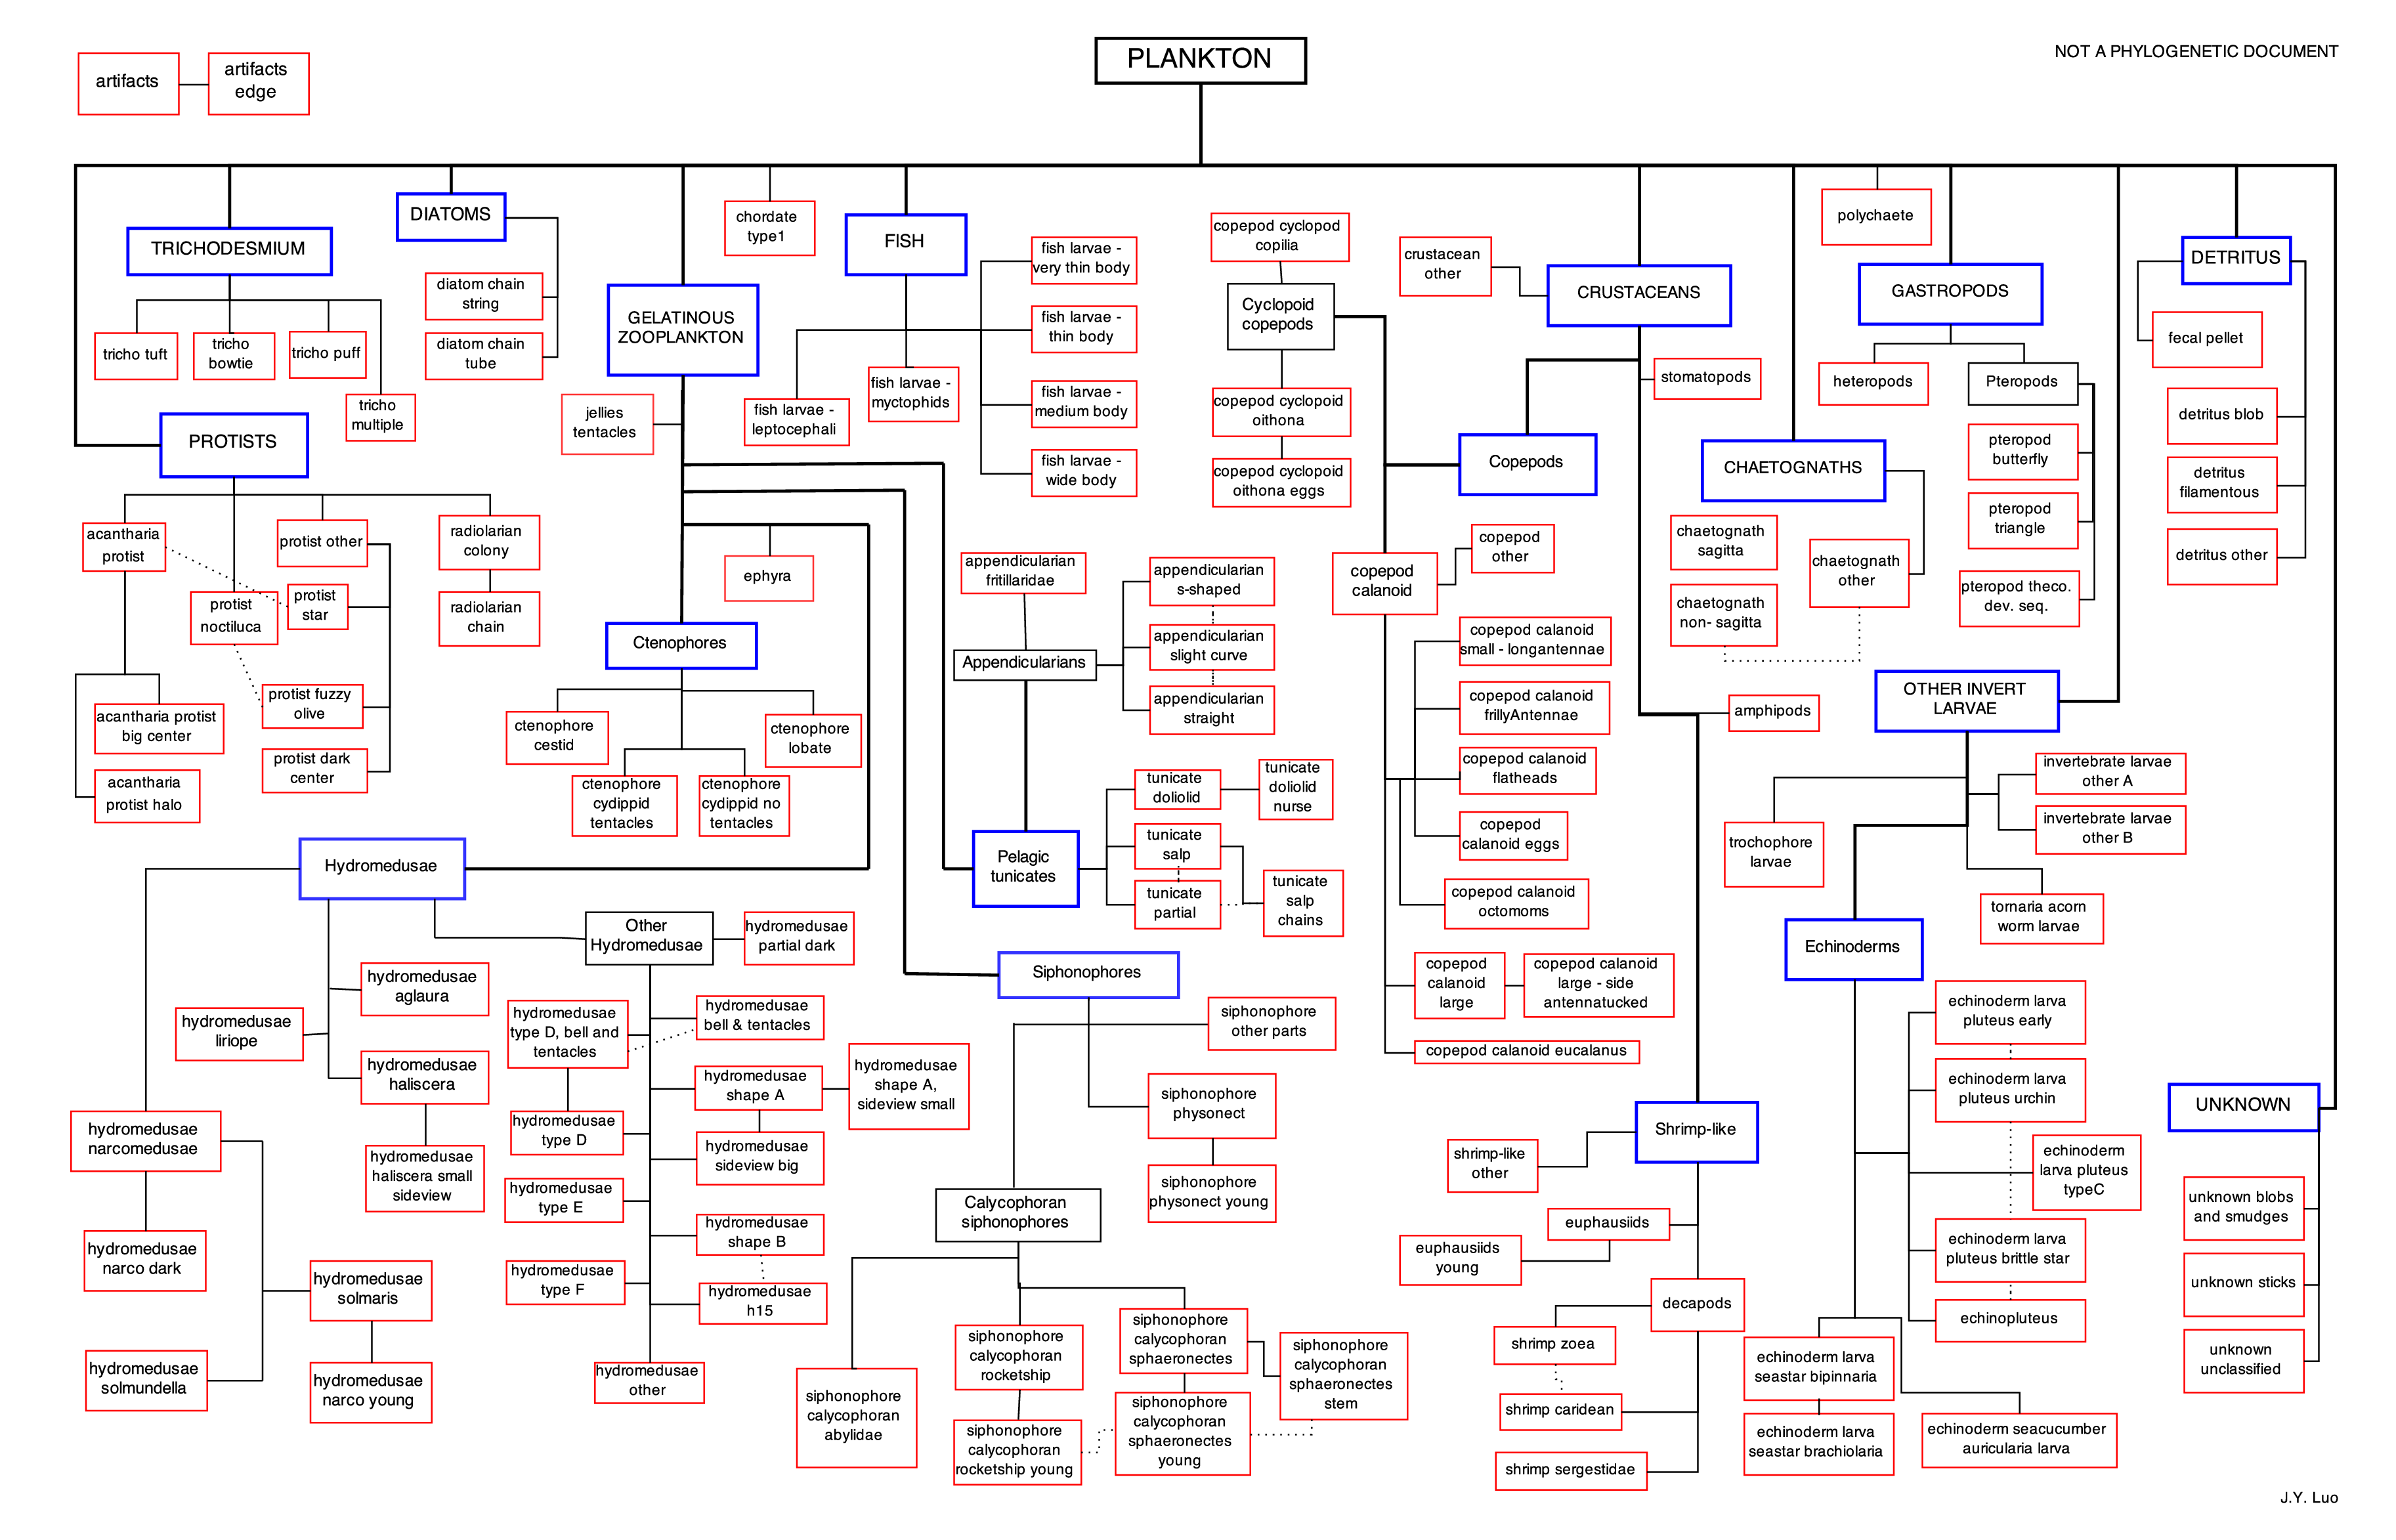 PLANKTON
NOT A PHYLOGENETIC DOCUMENT
artifacts
artifacts
edge
TRICHODESMIUM
tricho tuft
tricho
bowtie
tricho puff
tricho
multiple
DIATOMS
diatom chain
string
diatom chain
tube
PROTISTS
acantharia
protist
protist other
radiolarian
colony
radiolarian
chain
protist
noctiluca
protist
star
protist fuzzy
olive
protist dark
center
acantharia protist
big center
acantharia
protist halo
GELATINOUS
ZOOPLANKTON
jellies
tentacles
ephyra
Ctenophores
ctenophore
cestid
ctenophore
lobate
ctenophore
cydippid
tentacles
ctenophore
cydippid no
tentacles
chordate
type1
FISH
fish larvae -
very thin body
fish larvae -
thin body
fish larvae -
medium body
fish larvae -
wide body
fish larvae -
myctophids
fish larvae -
leptocephali
appendicularian
fritillaridae
Appendicularians
appendicularian
s-shaped
appendicularian
slight curve
appendicularian
straight
Pelagic
tunicates
tunicate
doliolid
tunicate
doliolid
nurse
tunicate
salp
tunicate
partial
tunicate
salp
chains
Hydromedusae
hydromedusae
aglaura
hydromedusae
liriope
hydromedusae
haliscera
hydromedusae
haliscera small
sideview
hydromedusae
narcomedusae
hydromedusae
narco dark
hydromedusae
solmaris
hydromedusae
solmundella
hydromedusae
narco young
Other
Hydromedusae
hydromedusae
partial dark
hydromedusae
type D, bell and
tentacles
hydromedusae
bell & tentacles
hydromedusae
shape A
hydromedusae
shape A,
sideview small
hydromedusae
type D
hydromedusae
sideview big
hydromedusae
type E
hydromedusae
shape B
hydromedusae
type F
hydromedusae
h15
hydromedusae
other
Siphonophores
siphonophore
other parts
siphonophore
physonect
siphonophore
physonect young
Calycophoran
siphonophores
siphonophore
calycophoran
abylidae
siphonophore
calycophoran
rocketship
siphonophore
calycophoran
rocketship young
siphonophore
calycophoran
sphaeronectes
siphonophore
calycophoran
sphaeronectes
stem
siphonophore
calycophoran
sphaeronectes
young
CRUSTACEANS
crustacean
other
stomatopods
Copepods
copepod cyclopod
copilia
Cyclopoid
copepods
copepod cyclopoid
oithona
copepod cyclopoid
oithona eggs
copepod
calanoid
copepod
other
copepod calanoid
small - longantennae
copepod calanoid
frillyAntennae
copepod calanoid
flatheads
copepod
calanoid eggs
copepod calanoid
octomoms
copepod
calanoid
large
copepod calanoid
large - side
antennatucked
copepod calanoid eucalanus
amphipods
Shrimp-like
shrimp-like
other
euphausiids
euphausiids
young
decapods
shrimp zoea
shrimp caridean
shrimp sergestidae
CHAETOGNATHS
chaetognath
sagitta
chaetognath
non- sagitta
chaetognath
other
polychaete
GASTROPODS
heteropods
Pteropods
pteropod
butterfly
pteropod
triangle
pteropod theco.
dev. seq.
OTHER INVERT
LARVAE
invertebrate larvae
other A
invertebrate larvae
other B
trochophore
larvae
tornaria acorn
worm larvae
Echinoderms
echinoderm larva
pluteus early
echinoderm larva
pluteus urchin
echinoderm
larva pluteus
typeC
echinoderm larva
pluteus brittle star
echinopluteus
echinoderm larva
seastar bipinnaria
echinoderm larva
seastar brachiolaria
echinoderm seacucumber
auricularia larva
DETRITUS
fecal pellet
detritus blob
detritus
filamentous
detritus other
UNKNOWN
unknown blobs
and smudges
unknown sticks
unknown
unclassified
J.Y. Luo